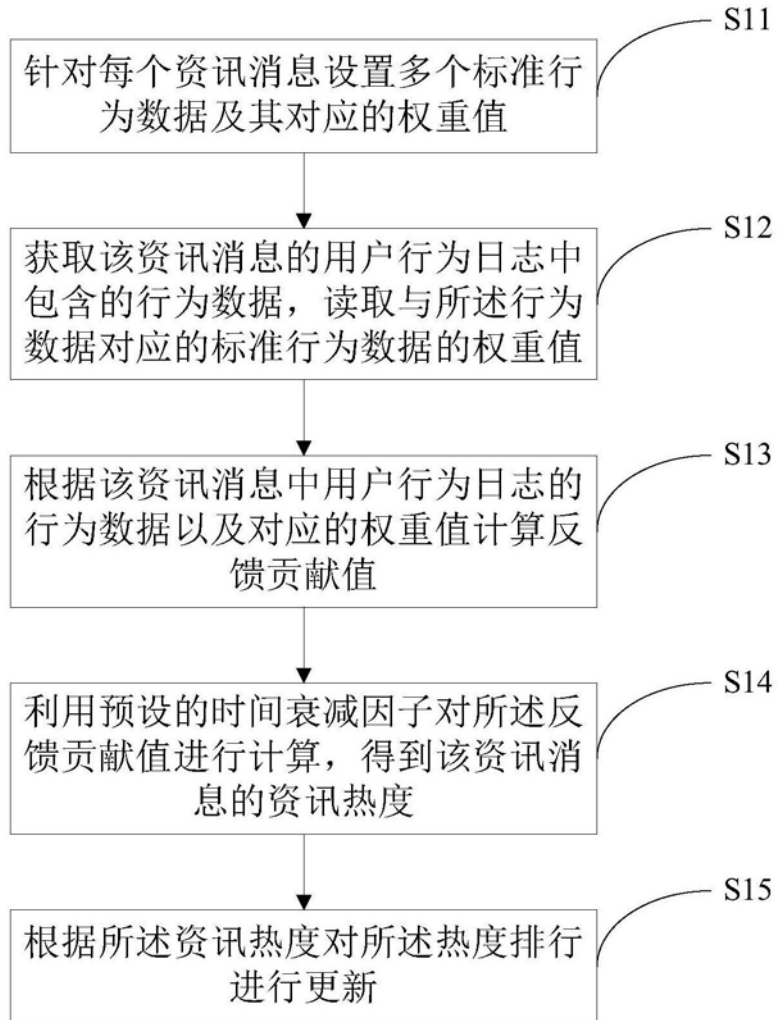 S11
针对每个资讯消息设置多个标准行
为数据及其对应的权重值
S12
获取该资讯消息的用户行为日志中
包含的行为数据，读取与所述行为
数据对应的标准行为数据的权重值
S13
根据该资讯消息中用户行为日志的
行为数据以及对应的权重值计算反
馈贡献值
S14
利用预设的时间衰减因子对所述反
馈贡献值进行计算，得到该资讯消
息的资讯热度
S15
根据所述资讯热度对所述热度排行
进行更新